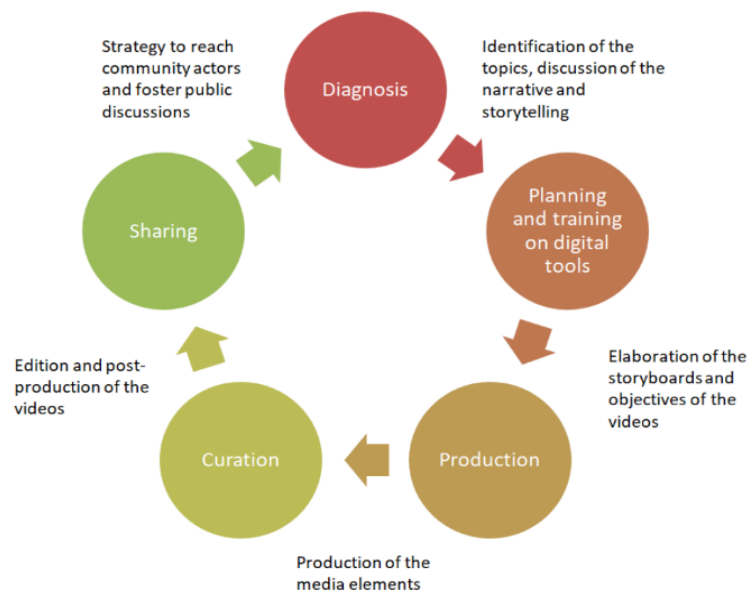 Diagnosis
Identification of the
topics, discussion of the
narrative and
storytelling
Planning
and training
on digital
tools
Elaboration of the
storyboards and
objectives of the
videos
Production
Production of the
media elements
Curation
Edition and post-
production of the
videos
Sharing
Strategy to reach
community actors
and foster public
discussions